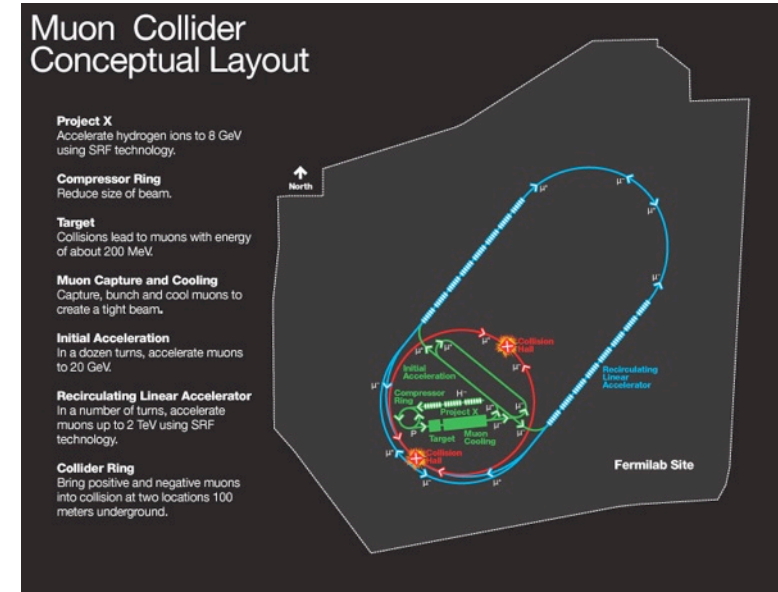 Muon Collider
Conceptual Layout
Project X
Accelerate hydrogen ions to 8 GeV
using SRF technology.
Compressor Ring
Reduce size of beam.
Target
Collisions lead to muons with energy
of about 200 MeV.
Muon Capture and Cooling
Capture, bunch and cool muons to
create a tight beam.
Initial Acceleration
In a dozen turns, accelerate muons
to 20 GeV.
Recirculating Linear Accelerator
In a number of turns, accelerate
muons up to 2 TeV using SRF
technology.
Collider Ring
Bring positive and negative muons
into collision at two locations 100
meters underground.
North
Collision
Hall
Initial
Acceleration
Recirculating
Linear
Accelerator
Compressor
Ring
H⁻
Project X
P
Target
Muon
Cooling
Collision
Hall
Fermilab Site